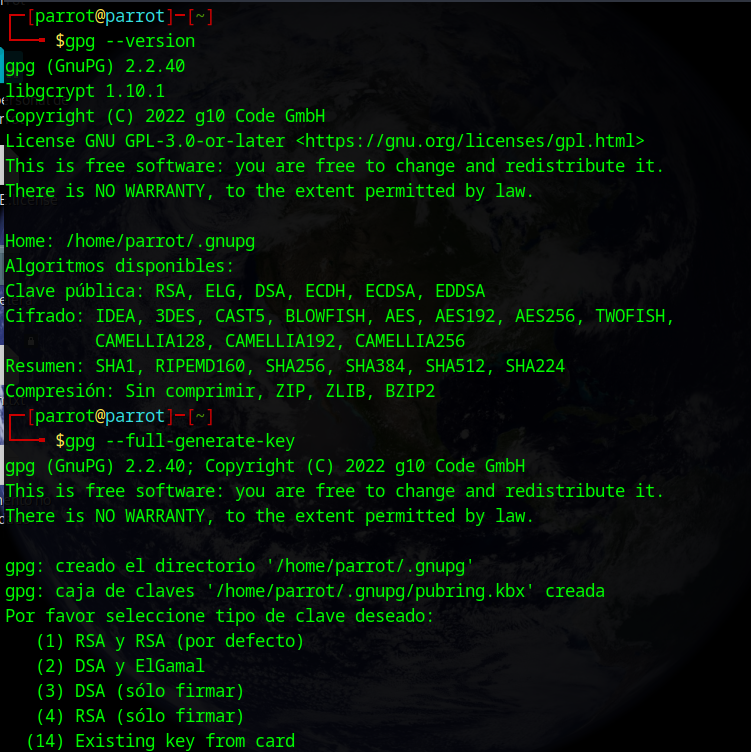 [parrot@parrot]─[~]
$gpg --version
gpg (GnuPG) 2.2.40
libgcrypt 1.10.1
Copyright (C) 2022 g10 Code GmbH
License GNU GPL-3.0-or-later <https://gnu.org/licenses/gpl.html>
This is free software: you are free to change and redistribute it.
There is NO WARRANTY, to the extent permitted by law.

Home: /home/parrot/.gnupg
Algoritmos disponibles:
Clave pública: RSA, ELG, DSA, ECDH, ECDSA, EDDSA
Cifrado: IDEA, 3DES, CAST5, BLOWFISH, AES, AES192, AES256, TWOFISH,
CAMELLIA128, CAMELLIA192, CAMELLIA256
Resumen: SHA1, RIPEMD160, SHA256, SHA384, SHA512, SHA224
Compresión: Sin comprimir, ZIP, ZLIB, BZIP2
[parrot@parrot]─[~]
$gpg --full-generate-key
gpg (GnuPG) 2.2.40; Copyright (C) 2022 g10 Code GmbH
This is free software: you are free to change and redistribute it.
There is NO WARRANTY, to the extent permitted by law.

gpg: creado el directorio '/home/parrot/.gnupg'
gpg: caja de claves '/home/parrot/.gnupg/pubring.kbx' creada
Por favor seleccione tipo de clave deseado:
(1) RSA y RSA (por defecto)
(2) DSA y ElGamal
(3) DSA (sólo firmar)
(4) RSA (sólo firmar)
(14) Existing key from card